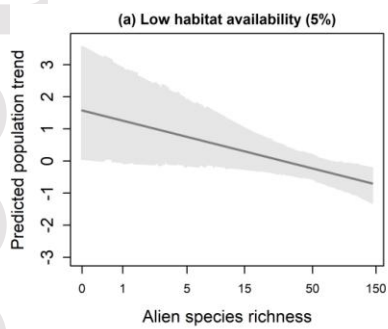 (a) Low habitat availability (5%)
Predicted population trend
3
2
1
0
-1
-2
-3
0 1 5 15 50 150
Alien species richness